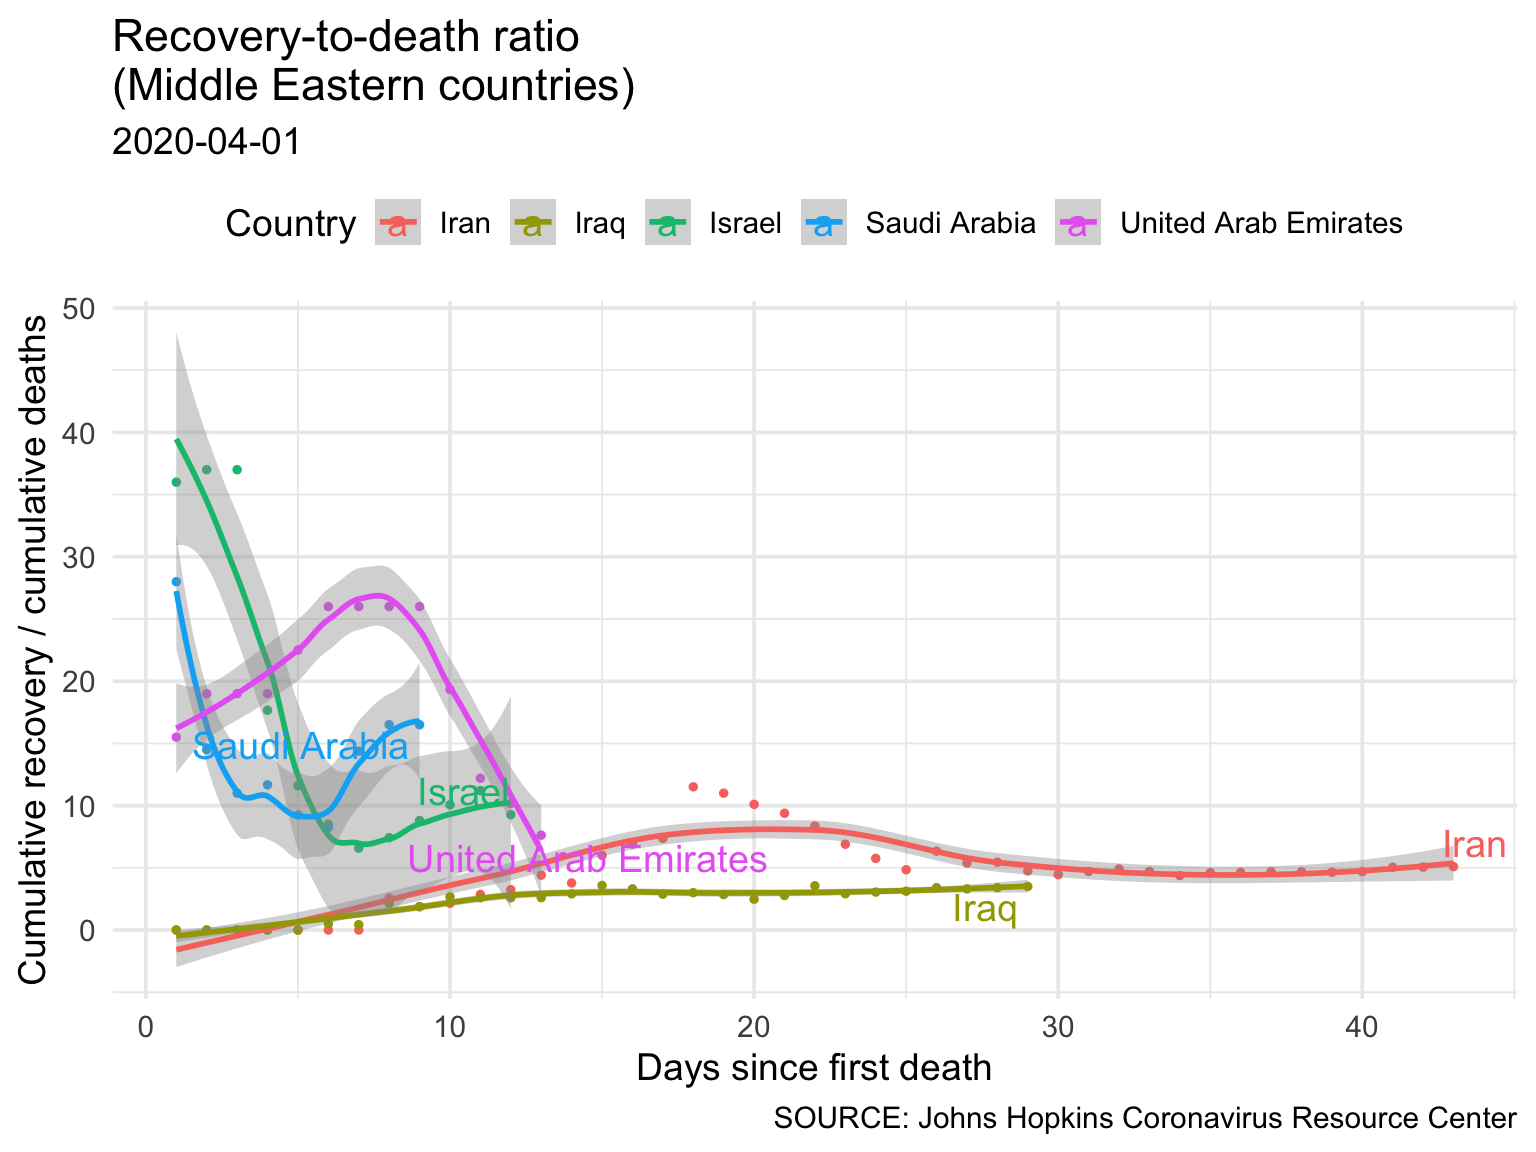 Recovery-to-death ratio
(Middle Eastern countries)
2020-04-01
Country a Iran a Iraq a Israel a Saudi Arabia a United Arab Emirates
Cumulative recovery / cumulative deaths
50
40
30
20
10
0
Saudi Arabia
Israel
United Arab Emirates
Iran
Iraq
0 10 20 30 40
Days since first death
SOURCE: Johns Hopkins Coronavirus Resource Center